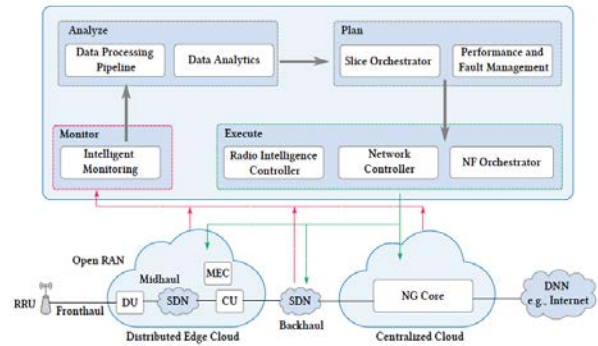 Analyze
Data Processing
Pipeline
Data Analytics
Plan
Slice Orchestrator
Performance and
Fault Management
Monitor
Intelligent
Monitoring
Execute
Radio Intelligence
Controller
Network
Controller
NF Orchestrator
Open RAN
Midhaul
MEC
RRU
Fronthaul
DU
SDN
CU
SDN
Backhaul
NG Core
DNN
e.g., Internet
Distributed Edge Cloud
Centralized Cloud